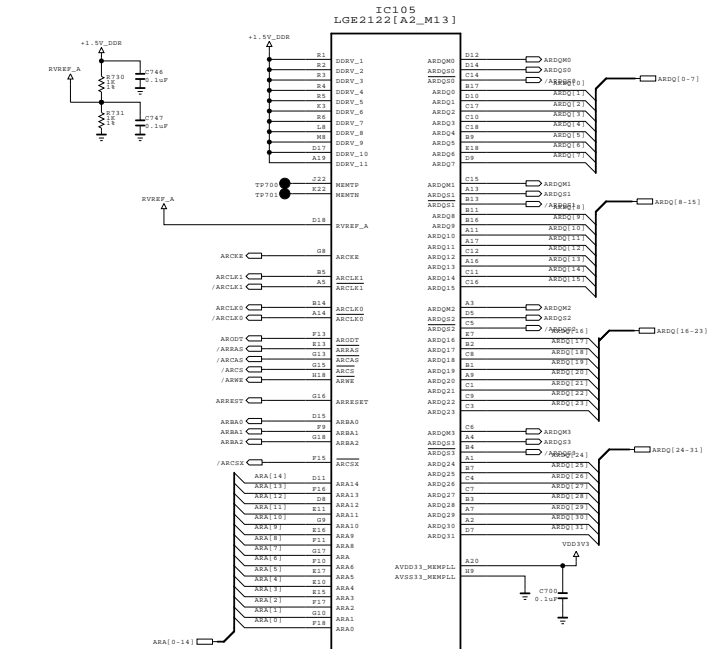 IC105
LGE2122[A2_M13]
+1.5V_DDR
RVREF_A
R730
1K
1%
C746
0.1uF
R731
1K
1%
C747
0.1uF
+1.5V_DDR
R1 DDRV_1
R2 DDRV_2
R3 DDRV_3
R4 DDRV_4
R5 DDRV_5
K3 DDRV_6
R6 DDRV_7
L8 DDRV_8
M8 DDRV_9
D17 DDRV_10
A19 DDRV_11
TP700 J22 MEMTP
TP701 K22 MEMTN
RVREF_A
D18 RVREF_A
ARCKE G8 ARCKE
ARCLK1 B5 ARCLK1
/ARCLK1 A5 ARCLK1
ARCLK0 B14 ARCLK0
/ARCLK0 A14 ARCLK0
ARODT F13 ARODT
/ARRAS E13 ARRAS
/ARCAS G13 ARCAS
/ARCS G15 ARCS
/ARWE H18 ARWE
ARREST G16 ARRESET
ARBA0 D15 ARBA0
ARBA1 F9 ARBA1
ARBA2 G18 ARBA2
/ARCSX F15 ARCSX
ARA[14] D11 ARA14
ARA[13] F16 ARA13
ARA[12] D8 ARA12
ARA[11] E11 ARA11
ARA[10] G9 ARA10
ARA[9] E16 ARA9
ARA[8] F11 ARA8
ARA[7] G17 ARA
ARA[6] F10 ARA6
ARA[5] E17 ARA5
ARA[4] E10 ARA4
ARA[3] E15 ARA3
ARA[2] F17 ARA2
ARA[1] G10 ARA1
ARA[0] F18 ARA0
ARA[0-14]
ARDQM0 D12 ARDQM0
ARDQS0 D14 ARDQS0
ARDQS0 C14 /ARDQS0
ARDQ0 B17 ARDQ[0]
ARDQ1 D10 ARDQ[1]
ARDQ2 C17 ARDQ[2]
ARDQ3 C10 ARDQ[3]
ARDQ4 C18 ARDQ[4]
ARDQ5 B9 ARDQ[5]
ARDQ6 E18 ARDQ[6]
ARDQ7 D9 ARDQ[7]
ARDQ[0-7]
ARDQM1 C15 ARDQM1
ARDQS1 A13 ARDQS1
ARDQS1 B13 /ARDQS1
ARDQ8 B11 ARDQ[8]
ARDQ9 B16 ARDQ[9]
ARDQ10 A11 ARDQ[10]
ARDQ11 A17 ARDQ[11]
ARDQ12 C12 ARDQ[12]
ARDQ13 A16 ARDQ[13]
ARDQ14 C11 ARDQ[14]
ARDQ15 C16 ARDQ[15]
ARDQ[8-15]
ARDQM2 A3 ARDQM2
ARDQS2 D5 ARDQS2
ARDQS2 C5
ARDQ16 E7 ARDQ[16]
ARDQ17 B2 ARDQ[17]
ARDQ18 C8 ARDQ[18]
ARDQ19 B1 ARDQ[19]
ARDQ20 A9 ARDQ[20]
ARDQ21 C1 ARDQ[21]
ARDQ22 C9 ARDQ[22]
ARDQ23 C3 ARDQ[23]
ARDQ[16-23]
ARDQM3 C6 ARDQM3
ARDQS3 A4 ARDQS3
ARDQS3 B4
ARDQ24 A1 ARDQ[24]
ARDQ25 B7 ARDQ[25]
ARDQ26 C4 ARDQ[26]
ARDQ27 C7 ARDQ[27]
ARDQ28 B3 ARDQ[28]
ARDQ29 A7 ARDQ[29]
ARDQ30 A2 ARDQ[30]
ARDQ31 D7 ARDQ[31]
ARDQ[24-31]
VDD3V3
AVDD33_MEMPLL A20
AVSS33_MEMPLL H9
C700
0.1uF